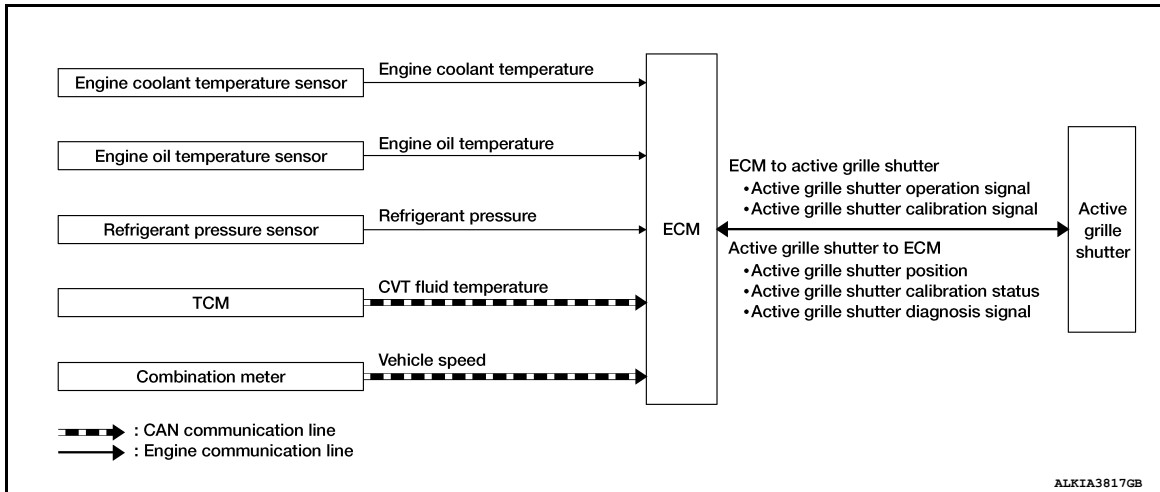 Engine coolant temperature sensor
Engine coolant temperature
Engine oil temperature sensor
Engine oil temperature
Refrigerant pressure sensor
Refrigerant pressure
TCM
CVT fluid temperature
Combination meter
Vehicle speed
ECM
ECM to active grille shutter
•Active grille shutter operation signal
•Active grille shutter calibration signal
Active grille shutter to ECM
•Active grille shutter position
•Active grille shutter calibration status
•Active grille shutter diagnosis signal
Active
grille
shutter
: CAN communication line
: Engine communication line
ALKIA3817GB